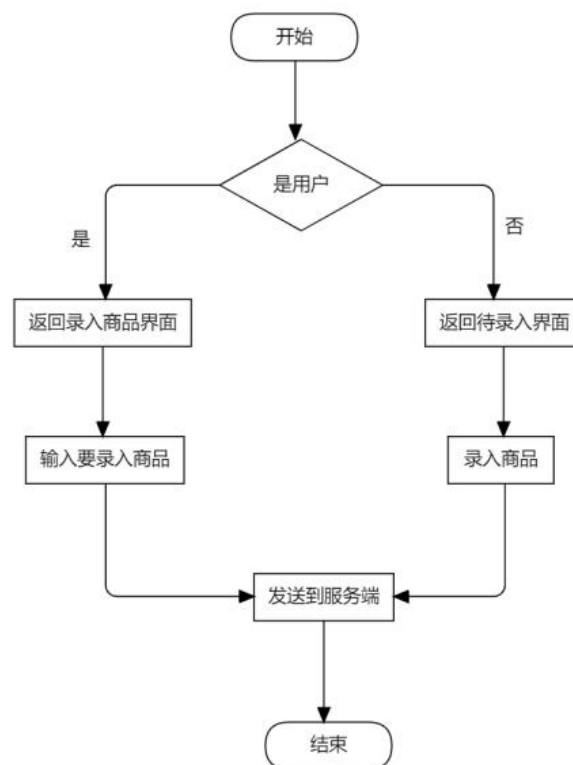 开始
是用户
是
否
返回录入商品界面
返回待录入界面
输入要录入商品
录入商品
发送到服务端
结束